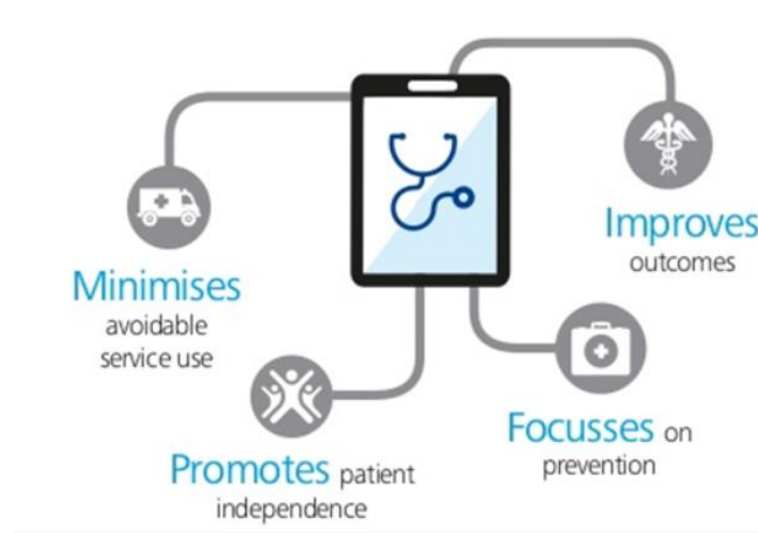 Improves
outcomes
Minimises
avoidable
service use
Focusses on
prevention
Promotes patient
independence